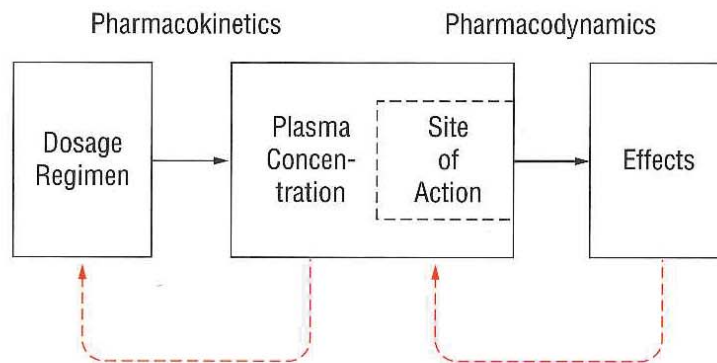 Pharmacokinetics
Pharmacodynamics
Dosage
Regimen
Plasma
Concen-
tration
Site
of
Action
Effects